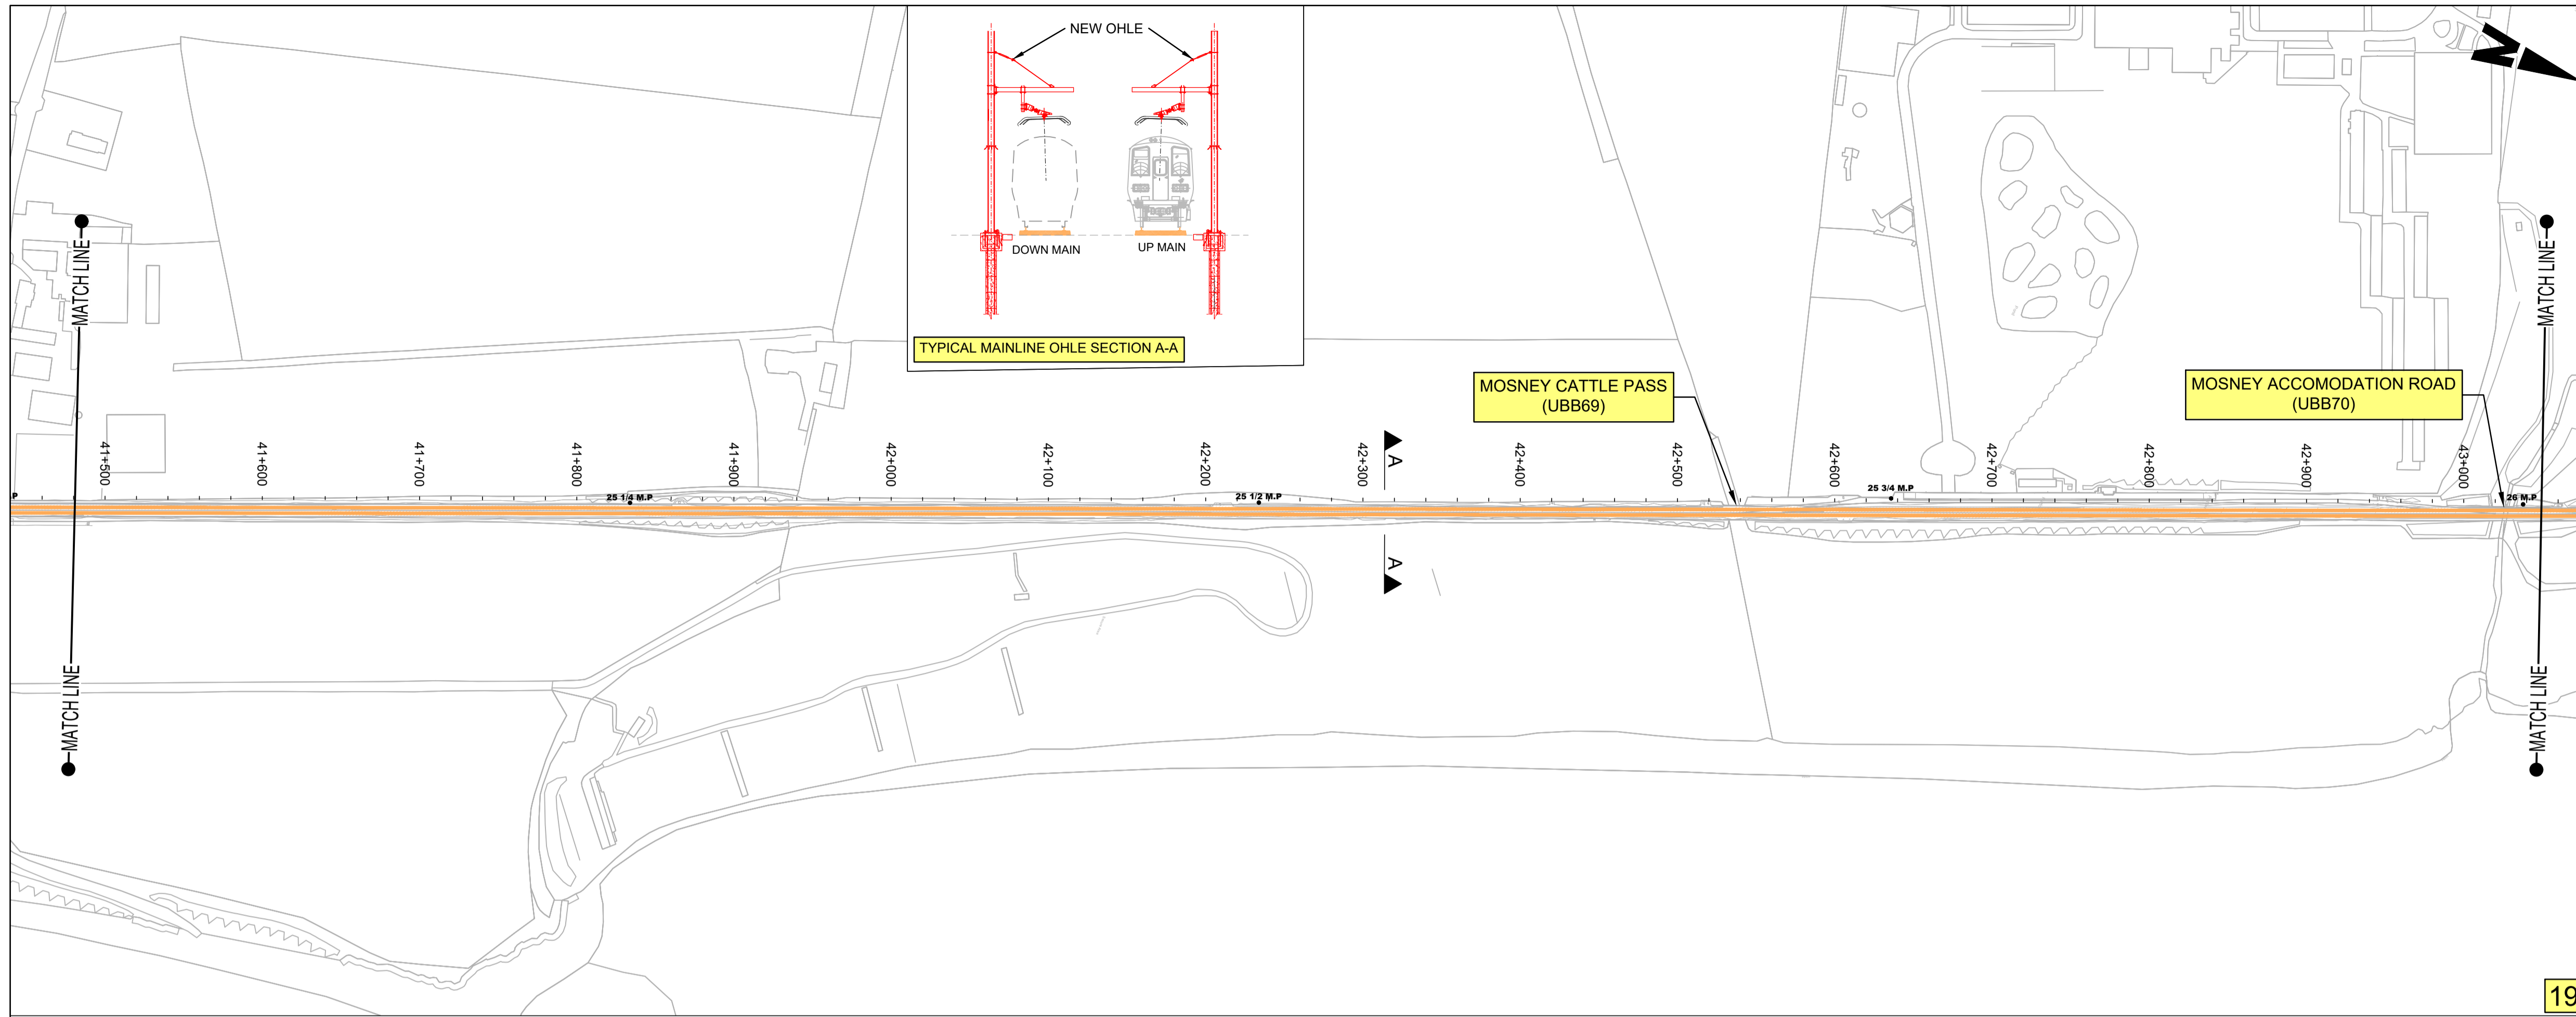 NEW OHLE
DOWN MAIN
UP MAIN
TYPICAL MAINLINE OHLE SECTION A-A
MATCH LINE
MATCH LINE
MATCH LINE
MATCH LINE
MOSNEY CATTLE PASS
(UBB69)
MOSNEY ACCOMODATION ROAD
(UBB70)
41+500
41+600
41+700
41+800
41+900
42+000
42+100
42+200
42+300
A
42+400
42+500
42+600
42+700
42+800
42+900
43+000
P
25 1/4 M.P
25 1/2 M.P
25 3/4 M.P
26 M.P
A
N
19